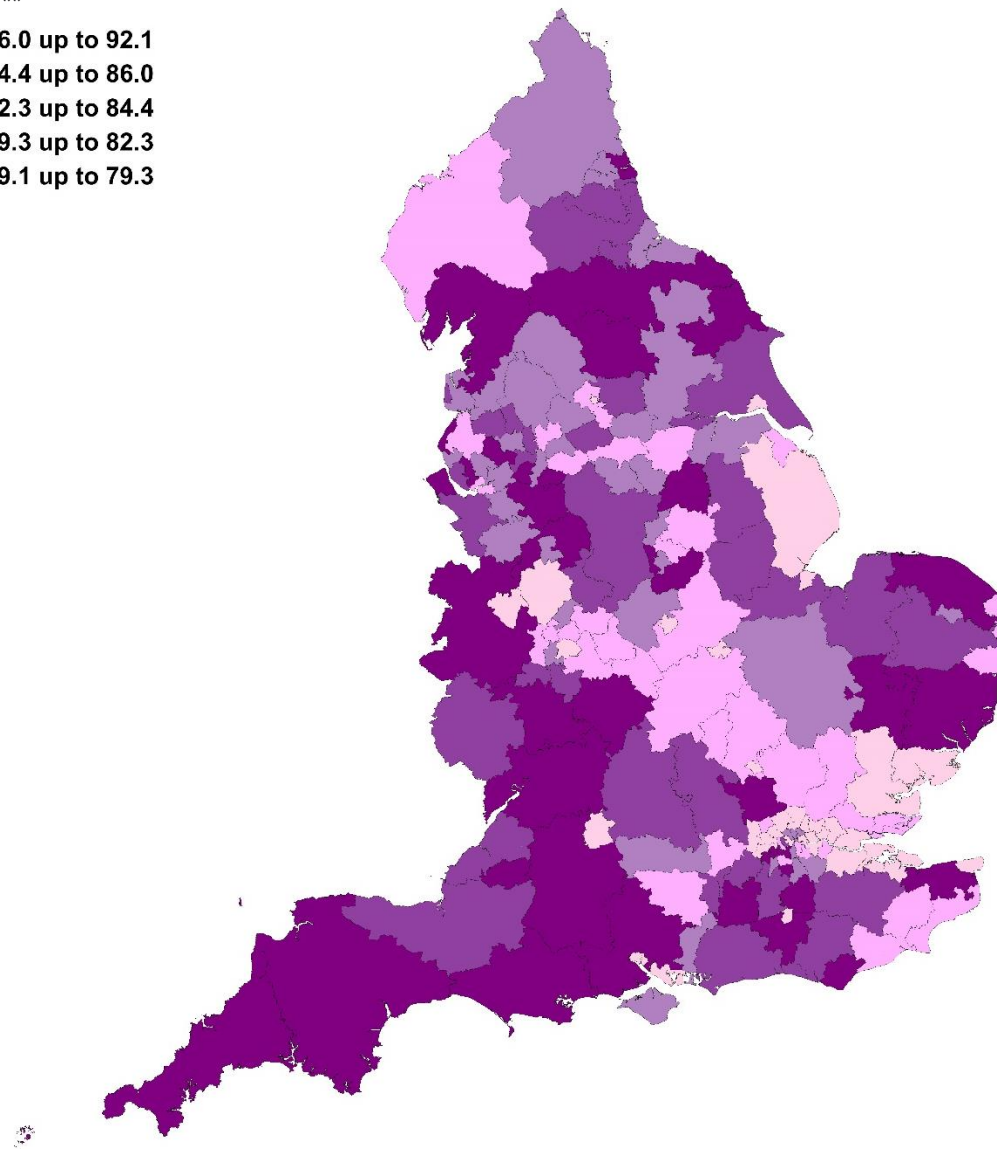 6.0 up to 92.1
4.4 up to 86.0
2.3 up to 84.4
9.3 up to 82.3
9.1 up to 79.3